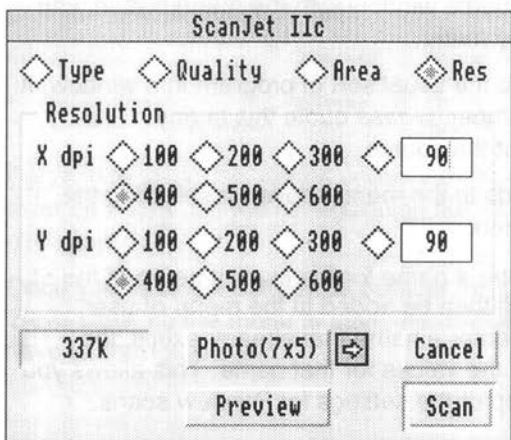 ScanJet IIc
Type Quality Area Res
Resolution
X dpi 100 200 300 90
400 500 600
Y dpi 100 200 300 90
400 500 600
337K Photo(7x5) Cancel
Preview Scan